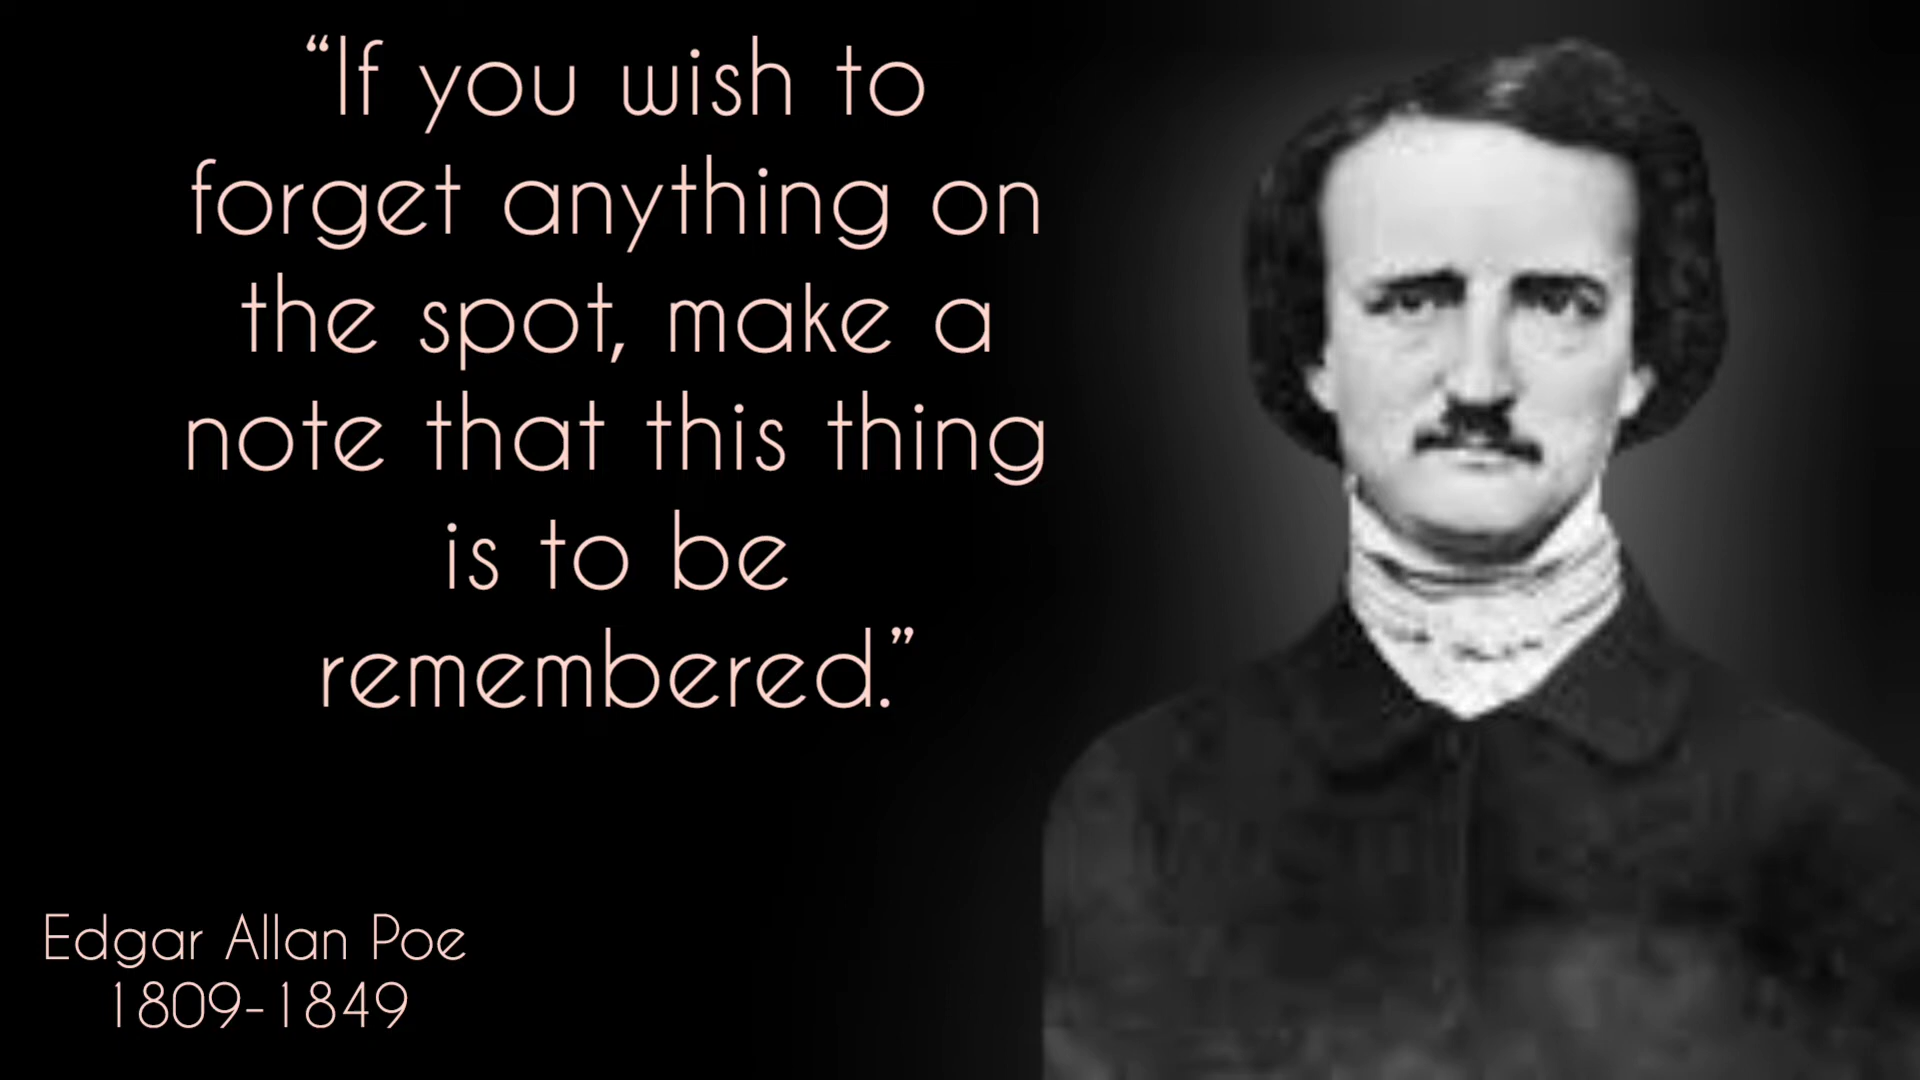 “If you wish to
forget anything on
the spot, make a
note that this thing
is to be
remembered.”
Edgar Allan Poe
1809-1849